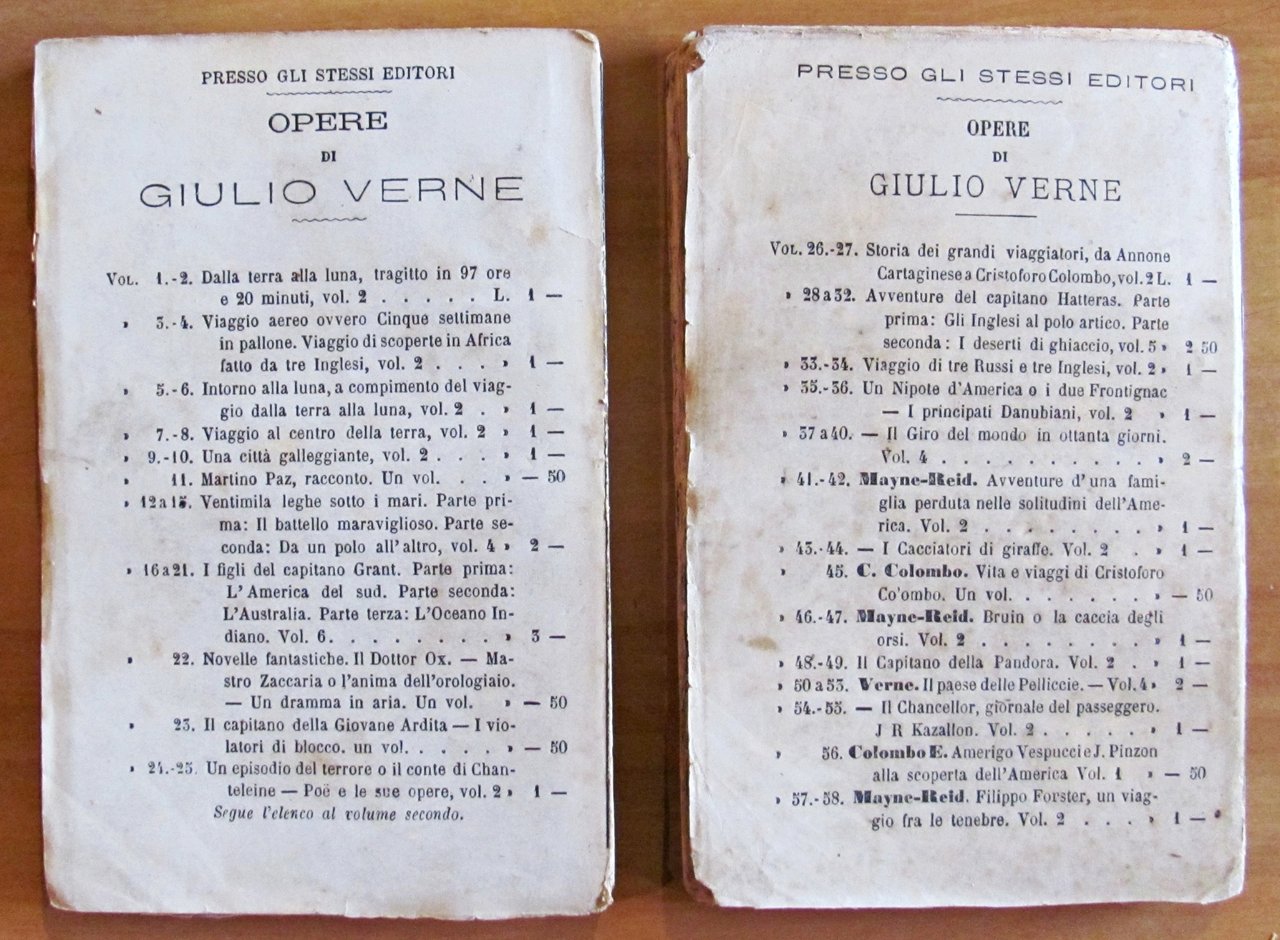 PRESSO GLI STESSI EDITORI
OPERE
DI
GIULIO VERNE
VOL. 1.-2. Dalla terra alla luna, tragitto in 97 ore
e 20 minuti, vol. 2 . . . . . L. 1 —
» 3.-4. Viaggio aereo ovvero Cinque settimane
in pallone. Viaggio di scoperte in Africa
fatto da tre Inglesi, vol. 2 . . . » 1 —
» 5.-6. Intorno alla luna, a compimento del viag-
gio dalla terra alla luna, vol. 2 . » 1 —
» 7.-8. Viaggio al centro della terra, vol. 2 » 1 —
» 9.-10. Una città galleggiante, vol. 2 . . . » 1 —
» 11. Martino Paz, racconto. Un vol. . . » — 50
» 12 a 15. Ventimila leghe sotto i mari. Parte pri-
ma: Il battello maraviglioso. Parte se-
conda: Da un polo all'altro, vol. 4 » 2 —
» 16 a 21. I figli del capitano Grant. Parte prima:
L'America del sud. Parte seconda:
L'Australia. Parte terza: L'Oceano In-
diano. Vol. 6. . . . . . . . . » 3 —
» 22. Novelle fantastiche. Il Dottor Ox. — Ma-
stro Zaccaria o l'anima dell'orologiaio.
— Un dramma in aria. Un vol. » — 50
» 23. Il capitano della Giovane Ardita — I vio-
latori di blocco. un vol. . . . . » — 50
» 24.-25. Un episodio del terrore o il conte di Chan-
teleine — Poë e le sue opere, vol. 2 » 1 —
Segue l'elenco al volume secondo.
PRESSO GLI STESSI EDITORI
OPERE
DI
GIULIO VERNE
VOL. 26.-27. Storia dei grandi viaggiatori, da Annone
Cartaginese a Cristoforo Colombo, vol. 2 L. 1 —
» 28 a 32. Avventure del capitano Hatteras. Parte
prima: Gli Inglesi al polo artico. Parte
seconda: I deserti di ghiaccio, vol. 5 » 2 50
» 33.-34. Viaggio di tre Russi e tre Inglesi, vol. 2 » 1 —
» 35.-36. Un Nipote d'America o i due Frontignac
— I principati Danubiani, vol. 2 » 1 —
» 37 a 40. — Il Giro del mondo in ottanta giorni.
Vol. 4 . . . . . . . . . . . » 2 —
» 41.-42. Mayne-Reid. Avventure d'una fami-
glia perduta nelle solitudini dell'Ame-
rica. Vol. 2 . . . . . . . . » 1 —
» 43.-44. — I Cacciatori di giraffe. Vol. 2 . » 1 —
» 45. C. Colombo. Vita e viaggi di Cristoforo
Co'ombo. Un vol. . . . . . . » — 50
» 46.-47. Mayne-Reid. Bruin o la caccia degli
orsi. Vol. 2 . . . . . . . . » 1 —
» 48.-49. Il Capitano della Pandora. Vol. 2 . » 1 —
» 50 a 53. Verne. Il paese delle Pelliccie. — Vol. 4 » 2 —
» 54.-55. — Il Chancellor, giornale del passeggero.
J R Kazallon. Vol. 2 . . . . . » 1 —
» 56. Colombo E. Amerigo Vespucci e J. Pinzon
alla scoperta dell'America Vol. 1 » — 50
» 57.-58. Mayne-Reid. Filippo Forster, un viag-
gio fra le tenebre. Vol. 2 . . . . » 1 —